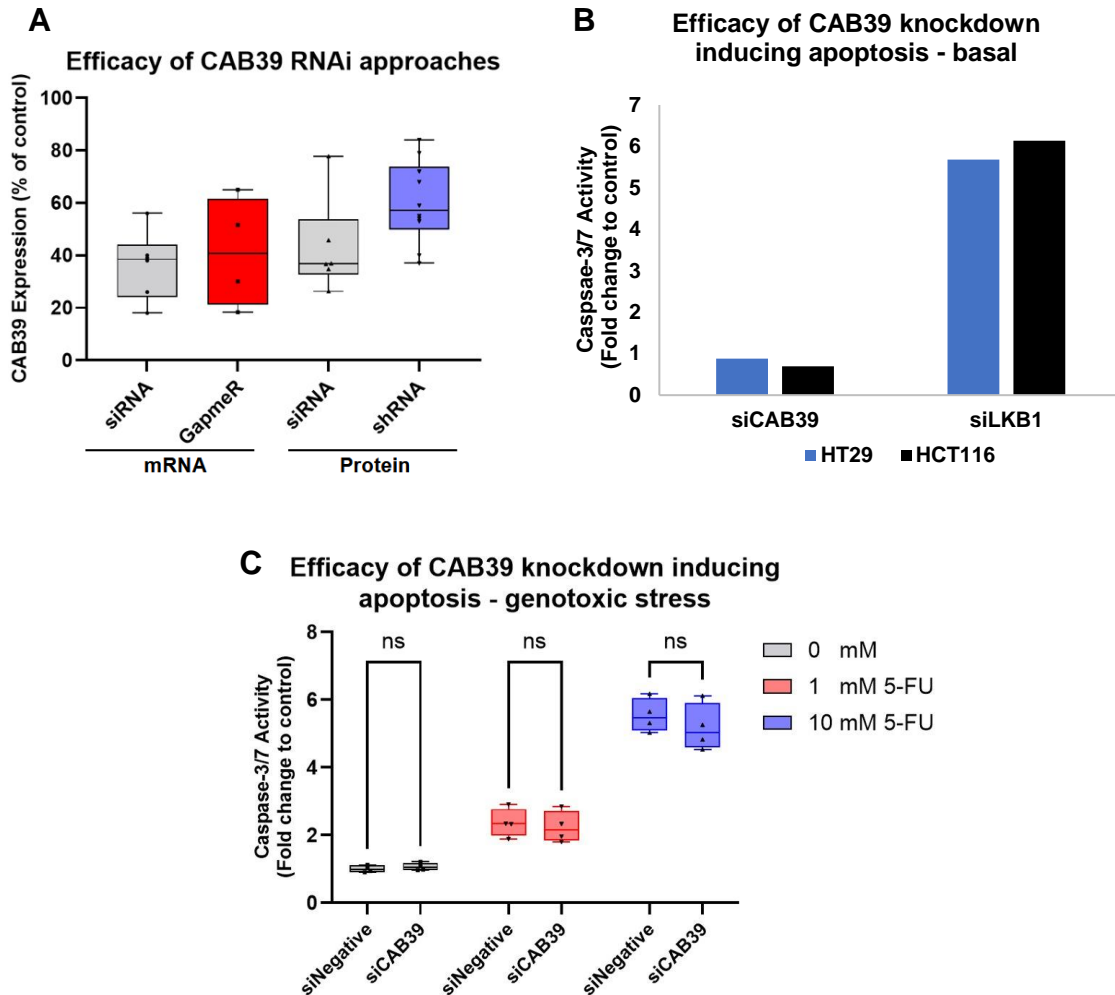 A
Efficacy of CAB39 RNAi approaches
CAB39 Expression (% of control)
100
80
60
40
20
0
siRNA
GapmeR
siRNA
shRNA
mRNA
Protein
B
Efficacy of CAB39 knockdown
inducing apoptosis - basal
Caspsae-3/7 Activity
(Fold change to control)
7
6
5
4
3
2
1
0
siCAB39
siLKB1
HT29
HCT116
C
Efficacy of CAB39 knockdown inducing
apoptosis - genotoxic stress
Caspase-3/7 Activity
(Fold change to control)
8
6
4
2
0
ns
ns
ns
siNegative
siCAB39
siNegative
siCAB39
siNegative
siCAB39
0 mM
1 mM 5-FU
10 mM 5-FU